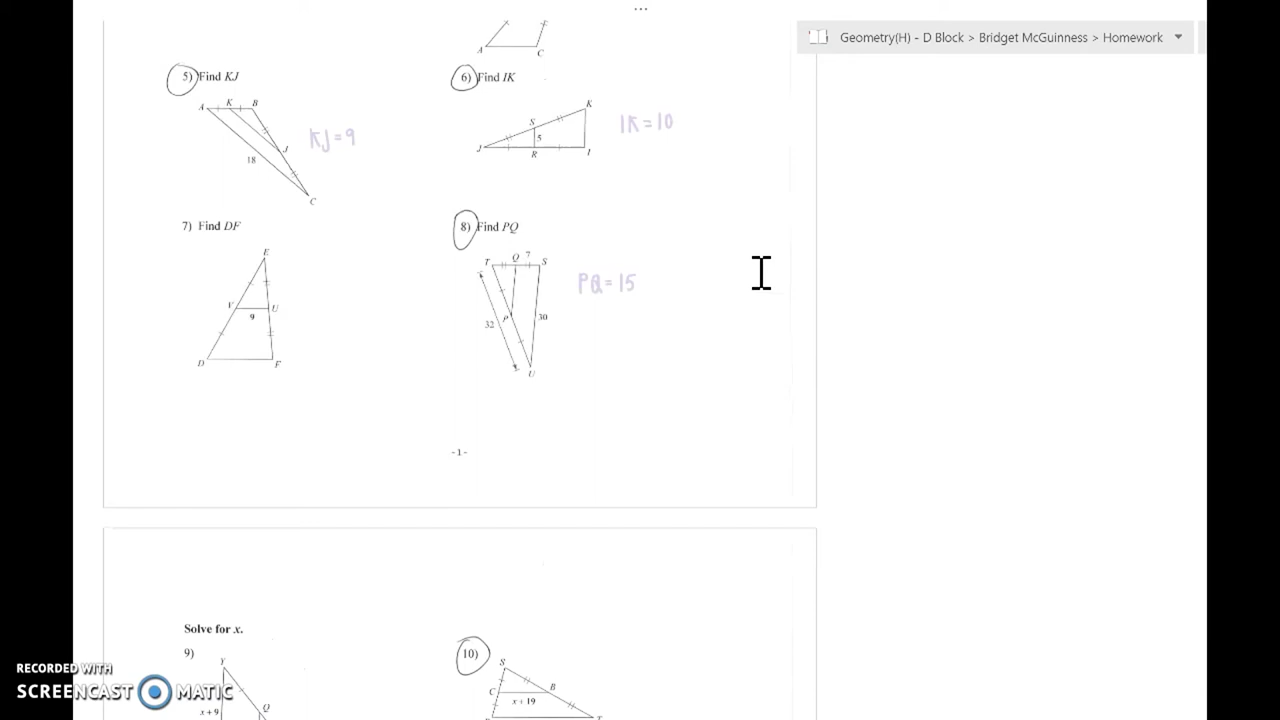 ...
Geometry(H) - D Block > Bridget McGuinness > Homework
A C
5) Find KJ
A K B
J
18
C
KJ=9
6) Find IK
K
S
5
J R I
IK=10
7) Find DF
E
V U
9
D F
8) Find PQ
T Q 7 S
P
32 30
U
PQ=15
-1-
Solve for x.
9)
Y
Q
x+9
10)
S
C B
x+19
T
RECORDED WITH
SCREENCAST MATIC